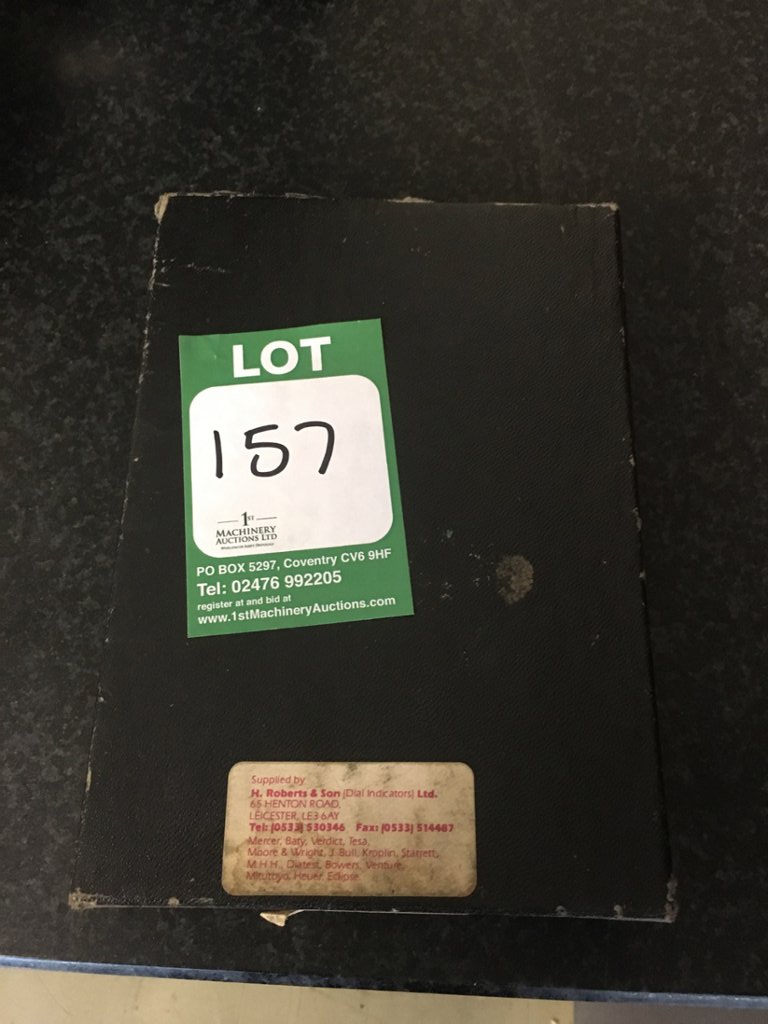 LOT
157
1ST
MACHINERY
AUCTIONS LTD
WORLDWIDE ASSET DISPOSALS
PO BOX 5297, Coventry CV6 9HF
Tel: 02476 992205
register at and bid at
www.1stMachineryAuctions.com
Supplied by
H. Roberts & Son (Dial Indicators) Ltd.
65 HENTON ROAD,
LEICESTER, LE3 6AY
Tel: (0533) 530346 Fax: (0533) 514487
Mercer, Baty, Verdict, Tesa,
Moore & Wright, J. Bull, Kroplin, Starrett,
M.H.H., Diatest, Bowers, Venture,
Mitutoyo, Heuer, Eclipse.